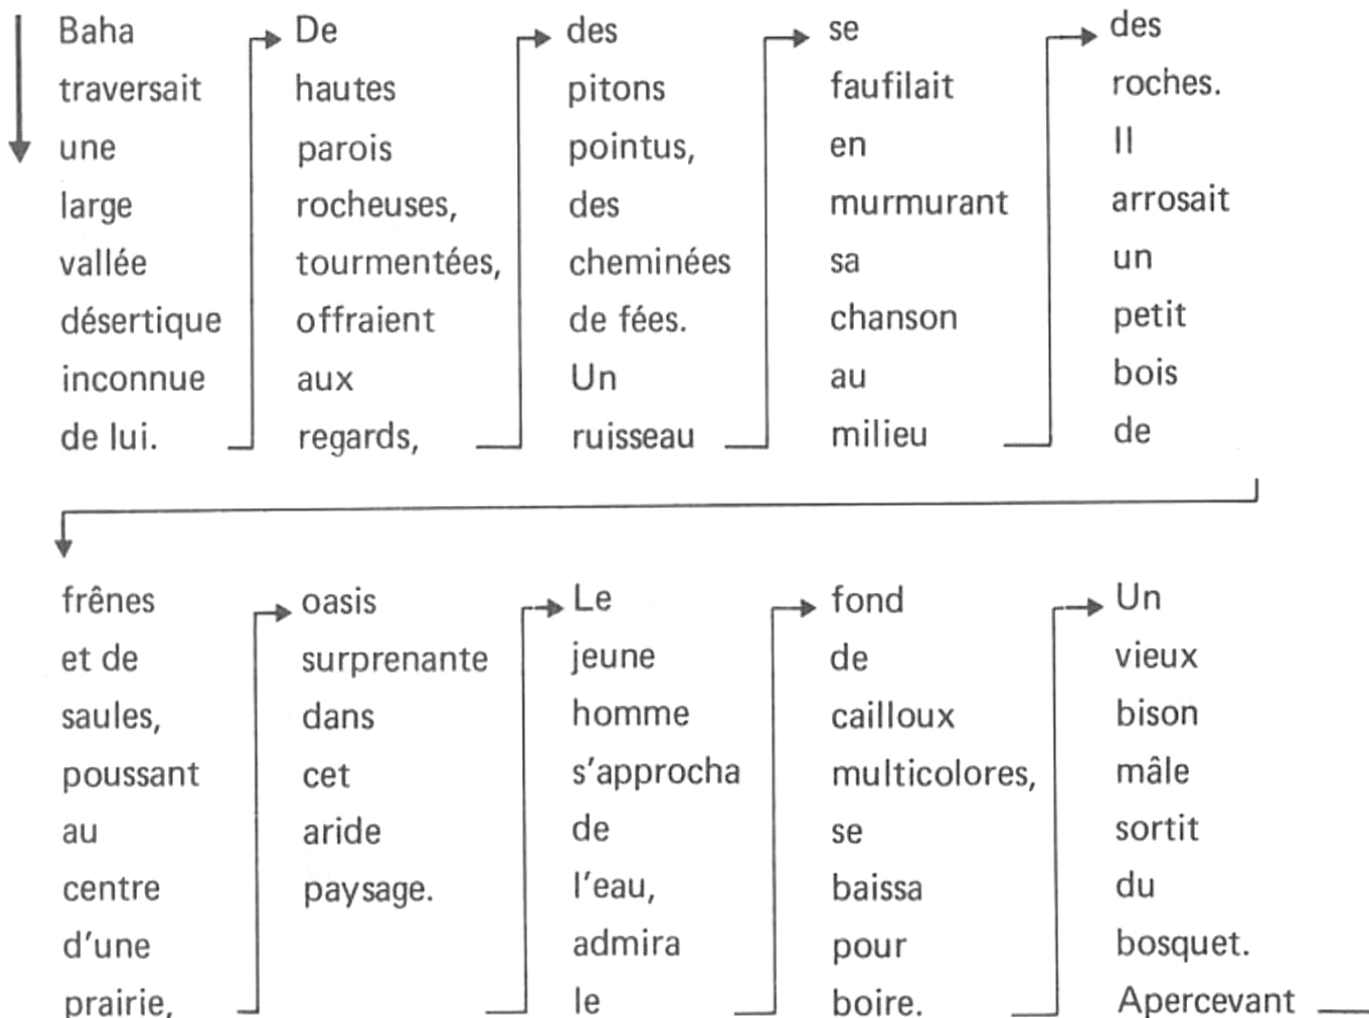 Baha
traversait
une
large
vallée
désertique
inconnue
de lui.
De
hautes
parois
rocheuses,
tourmentées,
offraient
aux
regards,
des
pitons
pointus,
des
cheminées
de fées.
Un
ruisseau
se
faufilait
en
murmurant
sa
chanson
au
milieu
des
roches.
Il
arrosait
un
petit
bois
de
frênes
et de
saules,
poussant
au
centre
d'une
prairie,
oasis
surprenante
dans
cet
aride
paysage.
Le
jeune
homme
s'approcha
de
l'eau,
admira
le
fond
de
cailloux
multicolores,
se
baissa
pour
boire.
Un
vieux
bison
mâle
sortit
du
bosquet.
Apercevant